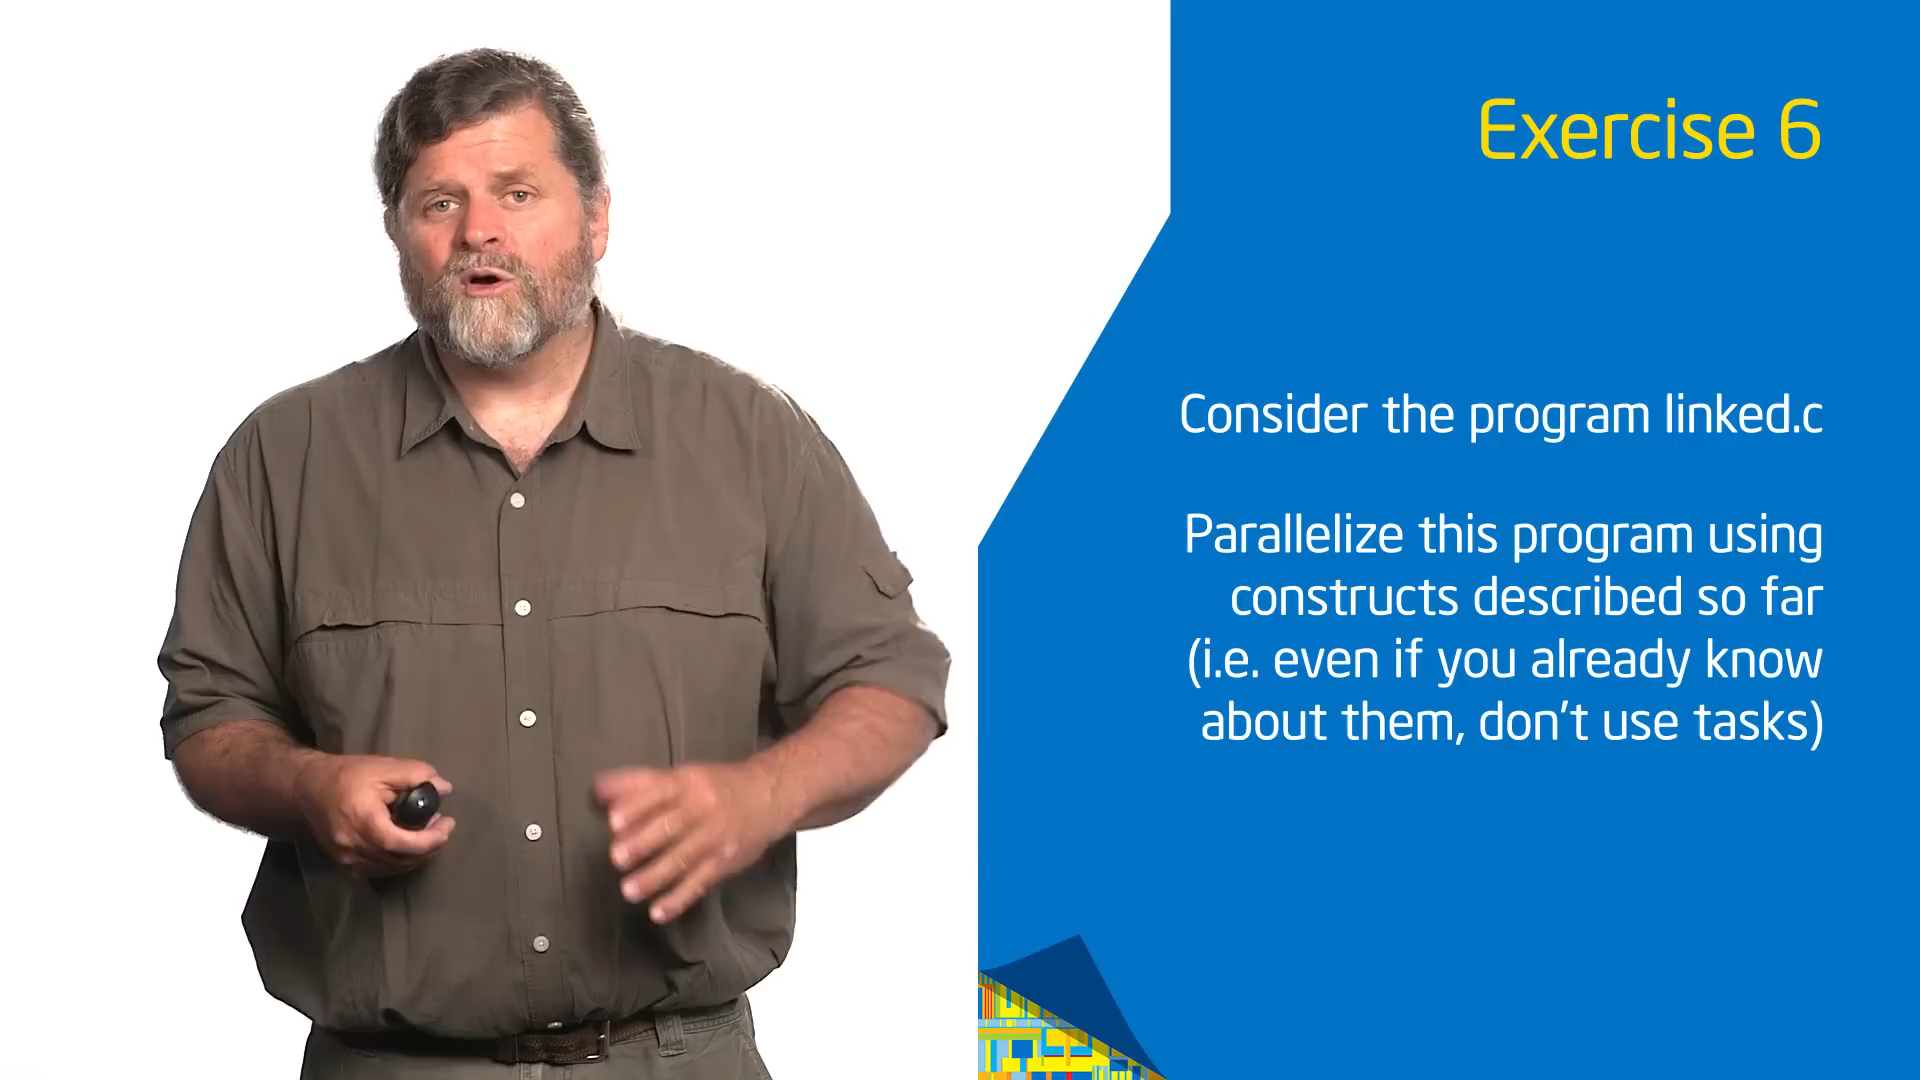 Exercise 6
Consider the program linked.c
Parallelize this program using
constructs described so far
(i.e. even if you already know
about them, don’t use tasks)